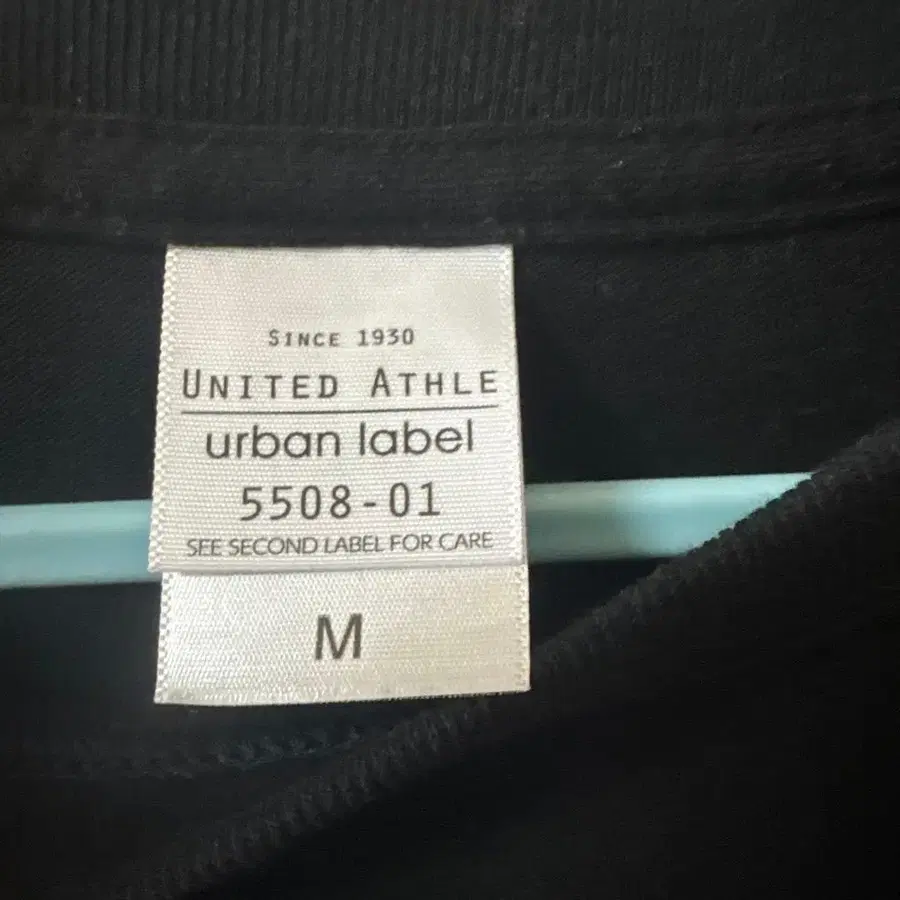 SINCE 1930
UNITED ATHLE
urban label
5508-01
SEE SECOND LABEL FOR CARE
M